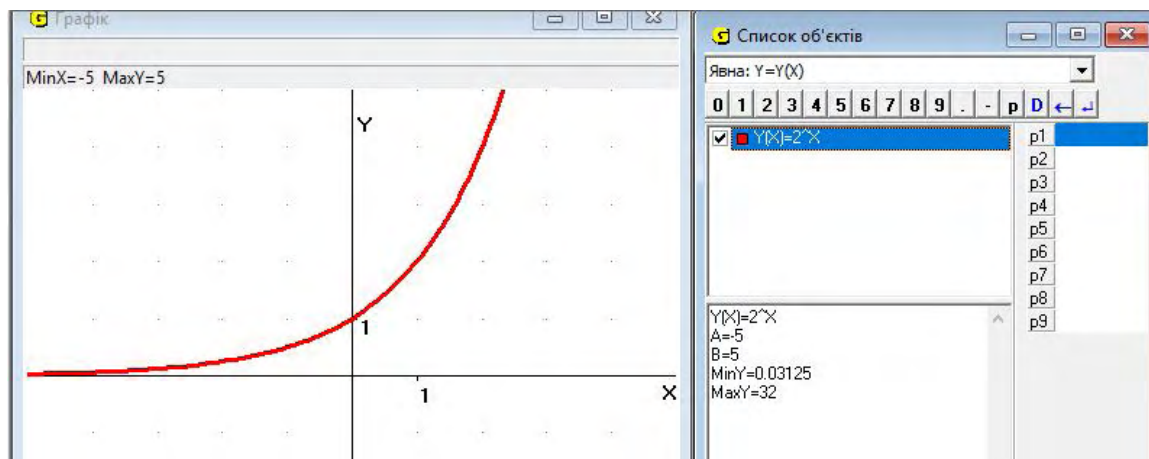 Графік
MinX=-5 MaxY=5
Y
1
1
X
Список об'єктів
Явна: Y=Y(X)
0 1 2 3 4 5 6 7 8 9 . - p D ← ↵
Y(X)=2^X
p1
p2
p3
p4
p5
p6
p7
p8
p9
Y(X)=2^X
A=-5
B=5
MinY=0.03125
MaxY=32